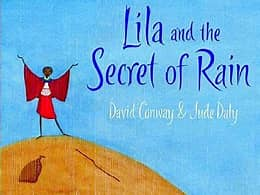 Lila and the
Secret of Rain
David Conway & Jude Daly